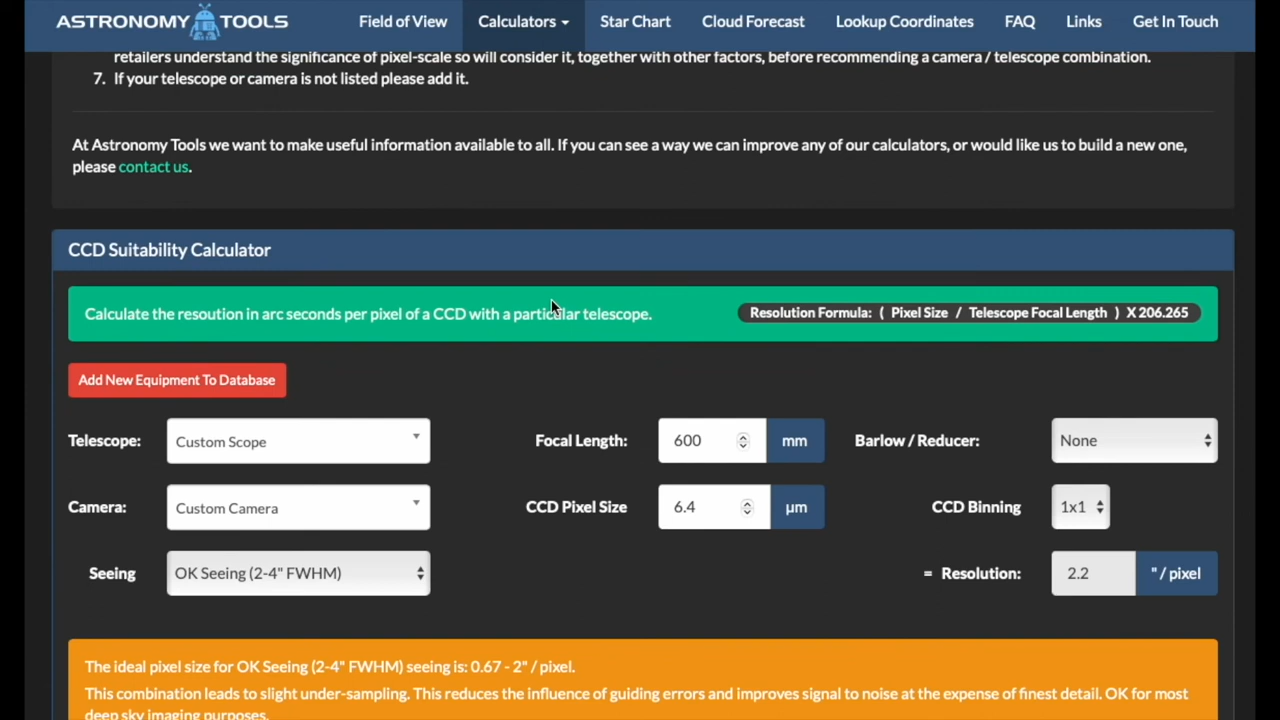 ASTRONOMY TOOLS
Field of View
Calculators
Star Chart
Cloud Forecast
Lookup Coordinates
FAQ
Links
Get In Touch
retailers understand the significance of pixel-scale so will consider it, together with other factors, before recommending a camera / telescope combination.
7. If your telescope or camera is not listed please add it.
At Astronomy Tools we want to make useful information available to all. If you can see a way we can improve any of our calculators, or would like us to build a new one,
please contact us.
CCD Suitability Calculator
Calculate the resoution in arc seconds per pixel of a CCD with a particular telescope.
Resolution Formula: ( Pixel Size / Telescope Focal Length ) X 206.265
Add New Equipment To Database
Telescope: Custom Scope Focal Length: 600 mm Barlow / Reducer: None
Camera: Custom Camera CCD Pixel Size 6.4 µm CCD Binning 1x1
Seeing OK Seeing (2-4" FWHM) = Resolution: 2.2 " / pixel
The ideal pixel size for OK Seeing (2-4" FWHM) seeing is: 0.67 - 2" / pixel.
This combination leads to slight under-sampling. This reduces the influence of guiding errors and improves signal to noise at the expense of finest detail. OK for most
deep sky imaging purposes.